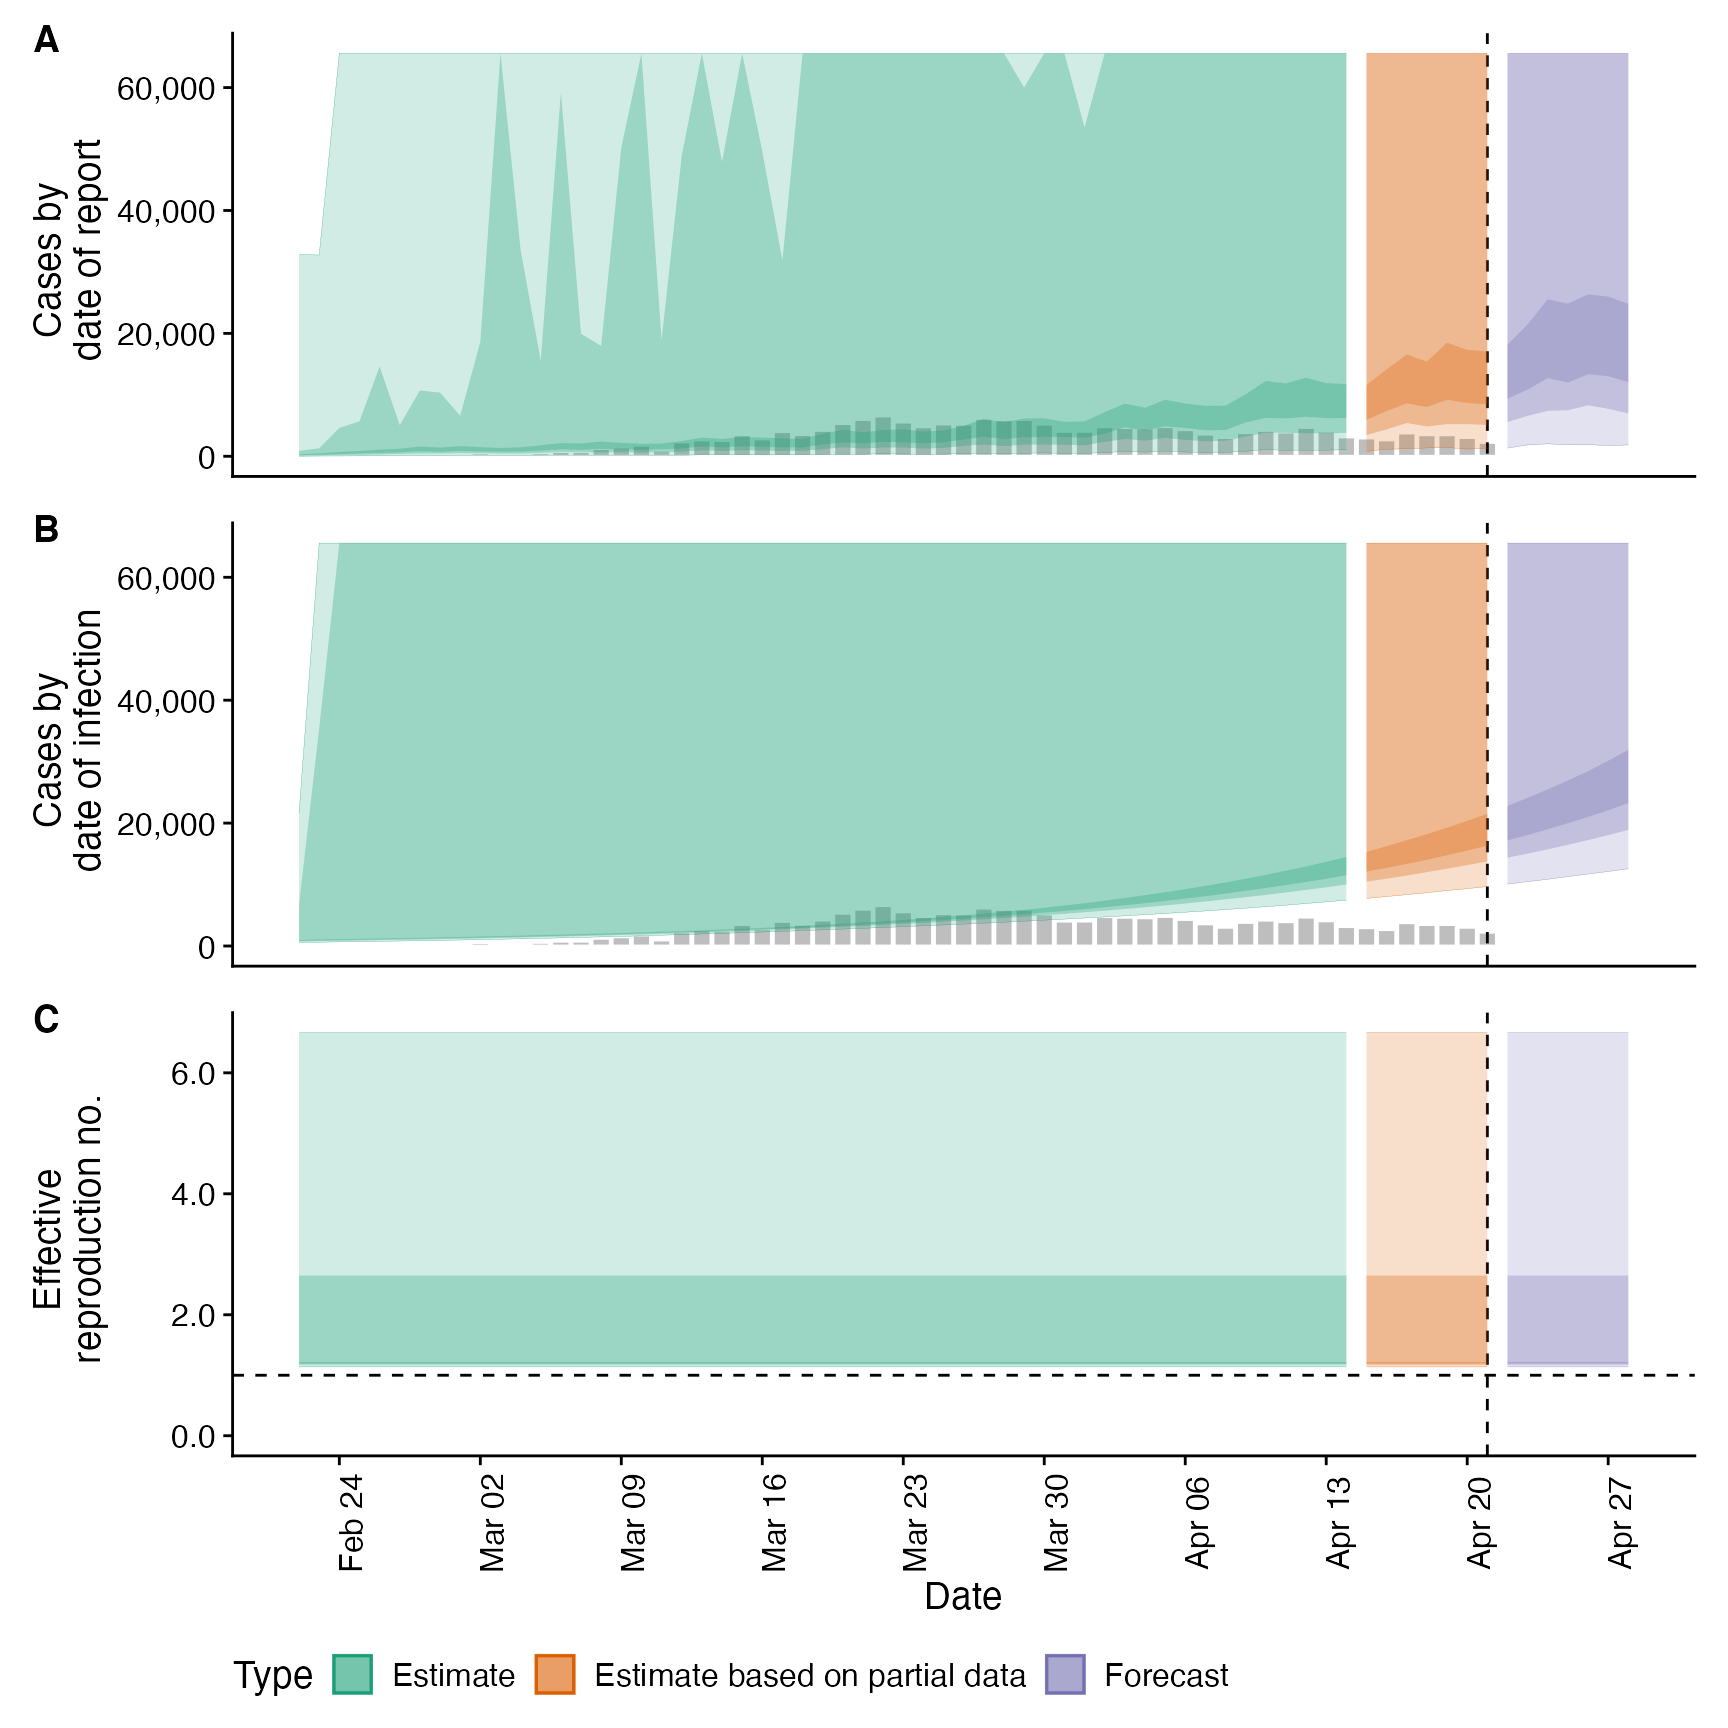 A
Cases by
date of report
60,000
40,000
20,000
0
B
Cases by
date of infection
60,000
40,000
20,000
0
C
Effective
reproduction no.
6.0
4.0
2.0
0.0
Feb 24
Mar 02
Mar 09
Mar 16
Mar 23
Mar 30
Apr 06
Apr 13
Apr 20
Apr 27
Date
Type Estimate Estimate based on partial data Forecast